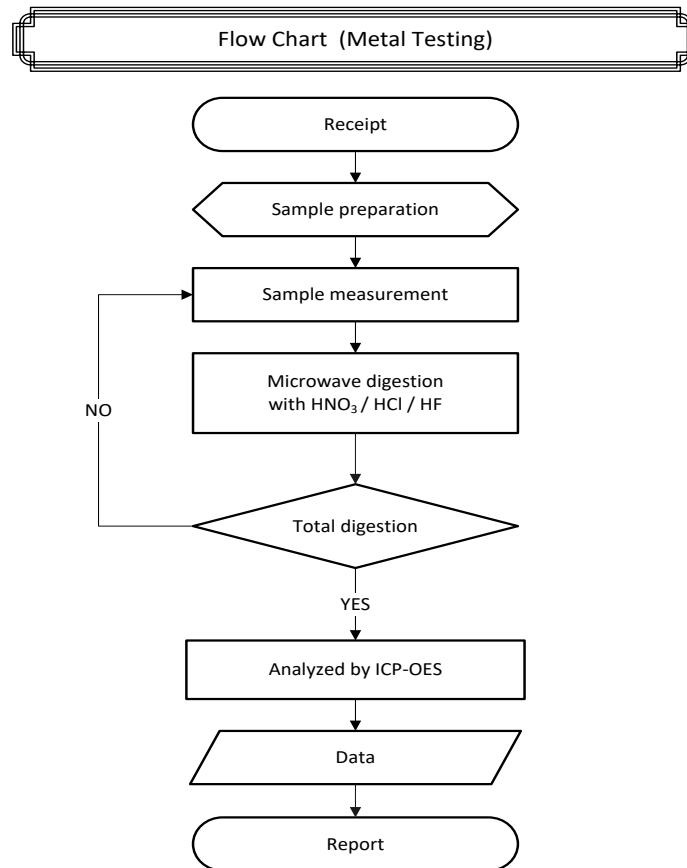 Flow Chart  (Metal Testing)
Receipt
Sample preparation
Sample measurement
Microwave digestion
with HNO₃ / HCl / HF
NO
Total digestion
YES
Analyzed by ICP-OES
Data
Report